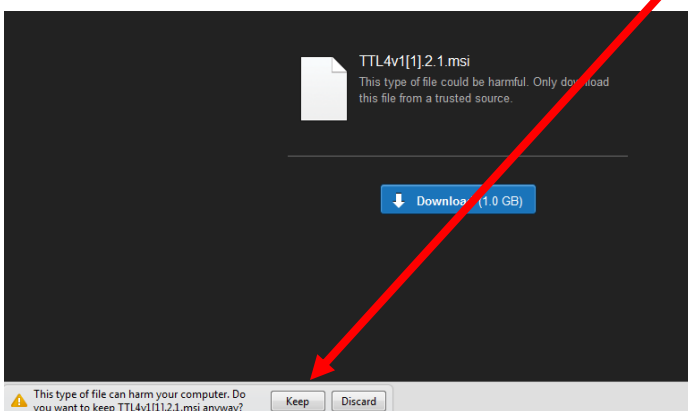 TTL4v1[1].2.1.msi
This type of file could be harmful. Only download
this file from a trusted source.
Download (1.0 GB)
This type of file can harm your computer. Do
you want to keep TTL4v1[1].2.1.msi anyway?
Keep
Discard